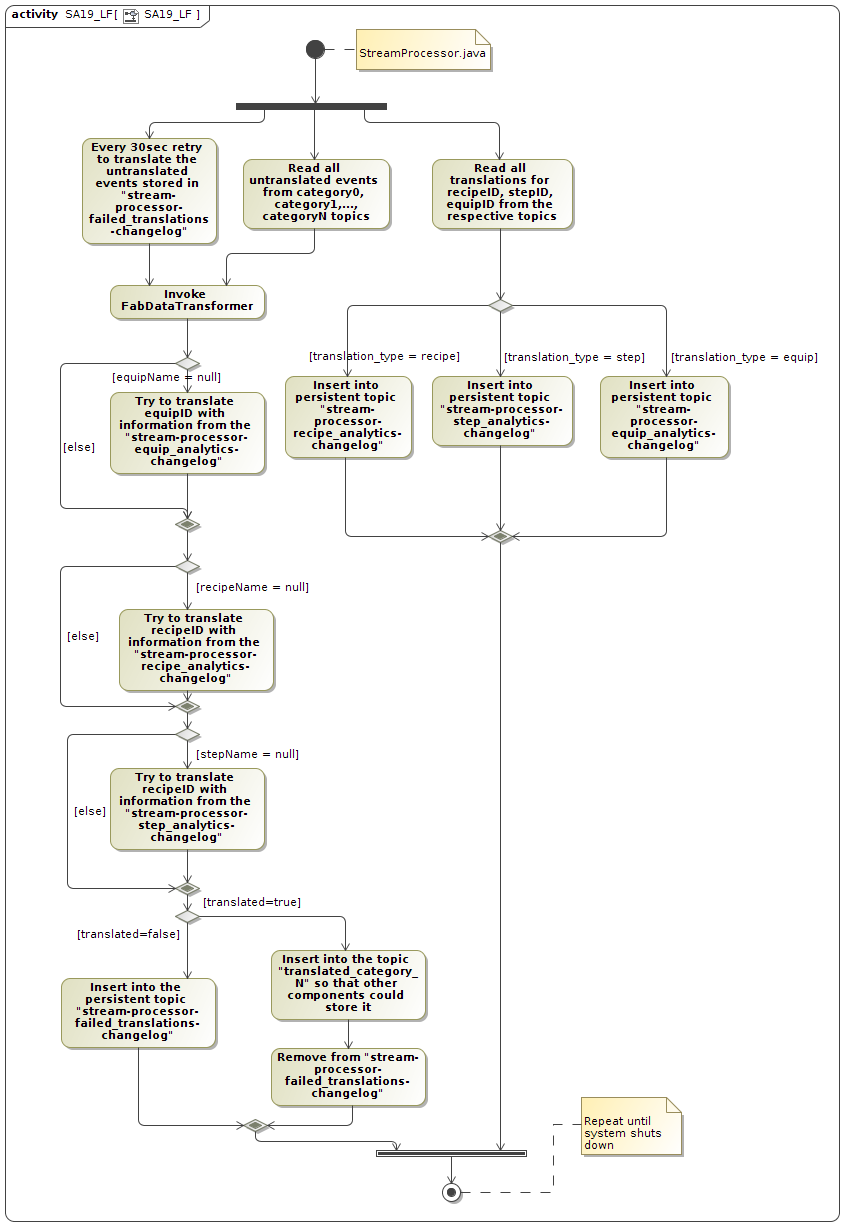 activity SA19_LF[ SA19_LF ]
StreamProcessor.java
Every 30sec retry
to translate the
untranslated
events stored in
"stream-
processor-
failed_translations
-changelog"
Read all
untranslated events
from category0,
category1,...,
categoryN topics
Read all
translations for
recipeID, stepID,
equipID from the
respective topics
Invoke
FabDataTransformer
[translation_type = recipe]
[translation_type = step]
[translation_type = equip]
[equipName = null]
Insert into
persistent topic
"stream-
processor-
recipe_analytics-
changelog"
Insert into
persistent topic
"stream-processor-
step_analytics-
changelog"
Insert into
persistent topic
"stream-
processor-
equip_analytics-
changelog"
Try to translate
equipID with
information from the
"stream-processor-
equip_analytics-
changelog"
[else]
[recipeName = null]
[else]
Try to translate
recipeID with
information from the
"stream-processor-
recipe_analytics-
changelog"
[stepName = null]
[else]
Try to translate
recipeID with
information from the
"stream-processor-
step_analytics-
changelog"
[translated=true]
[translated=false]
Insert into the topic
"translated_category_
N" so that other
components could
store it
Insert into the
persistent topic
"stream-processor-
failed_translations-
changelog"
Remove from "stream-
processor-
failed_translations-
changelog"
Repeat until
system shuts
down